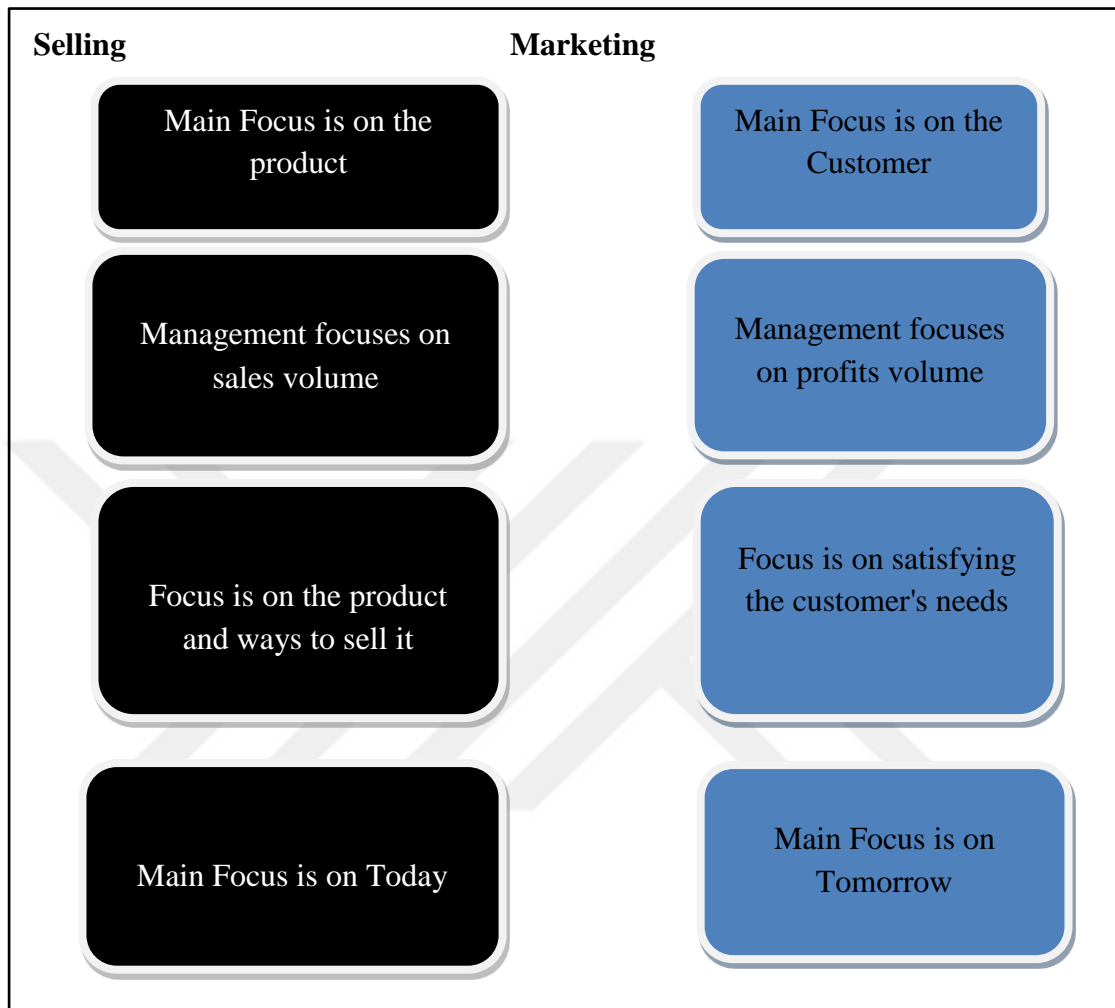 Selling
Marketing
Main Focus is on the
product
Main Focus is on the
Customer
Management focuses on
sales volume
Management focuses
on profits volume
Focus is on the product
and ways to sell it
Focus is on satisfying
the customer's needs
Main Focus is on Today
Main Focus is on
Tomorrow